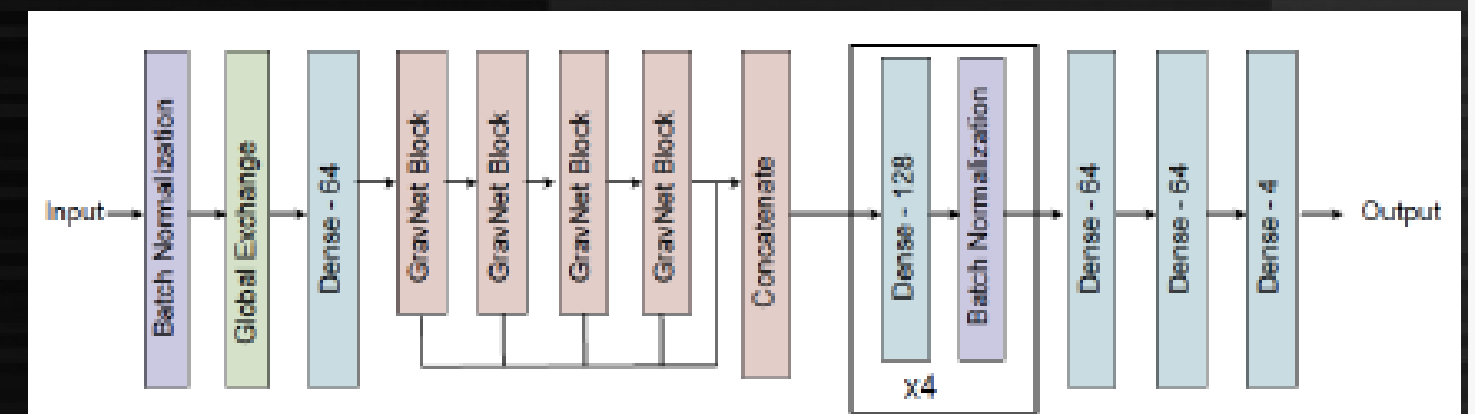 Input
Batch Normalization
Global Exchange
Dense - 64
GravNet Block
GravNet Block
GravNet Block
GravNet Block
Concatenate
Dense - 128
Batch Normalization
x4
Dense - 64
Dense - 64
Dense - 4
Output